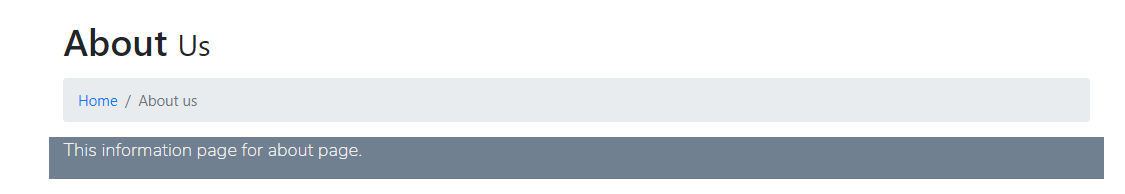 About Us
Home / About us
This information page for about page.